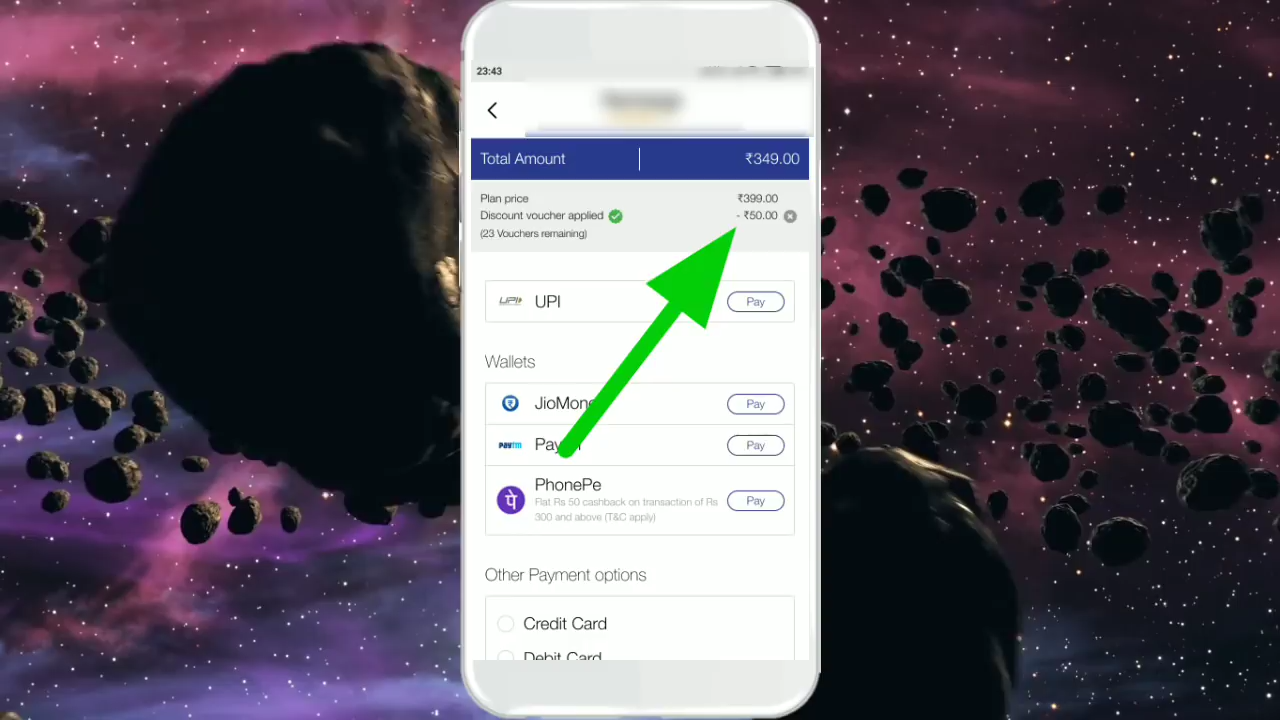 23:43
Total Amount ₹349.00
Plan price ₹399.00
Discount voucher applied - ₹50.00
(23 Vouchers remaining)
UPI UPI Pay
Wallets
JioMone Pay
Paytm Pay Pay
PhonePe
Flat Rs 50 cashback on transaction of Rs
300 and above (T&C apply)
पे Pay
Other Payment options
Credit Card
Debit Card